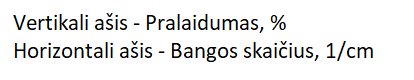 Vertikali ašis - Pralaidumas, %
Horizontali ašis - Bangos skaičius, 1/cm